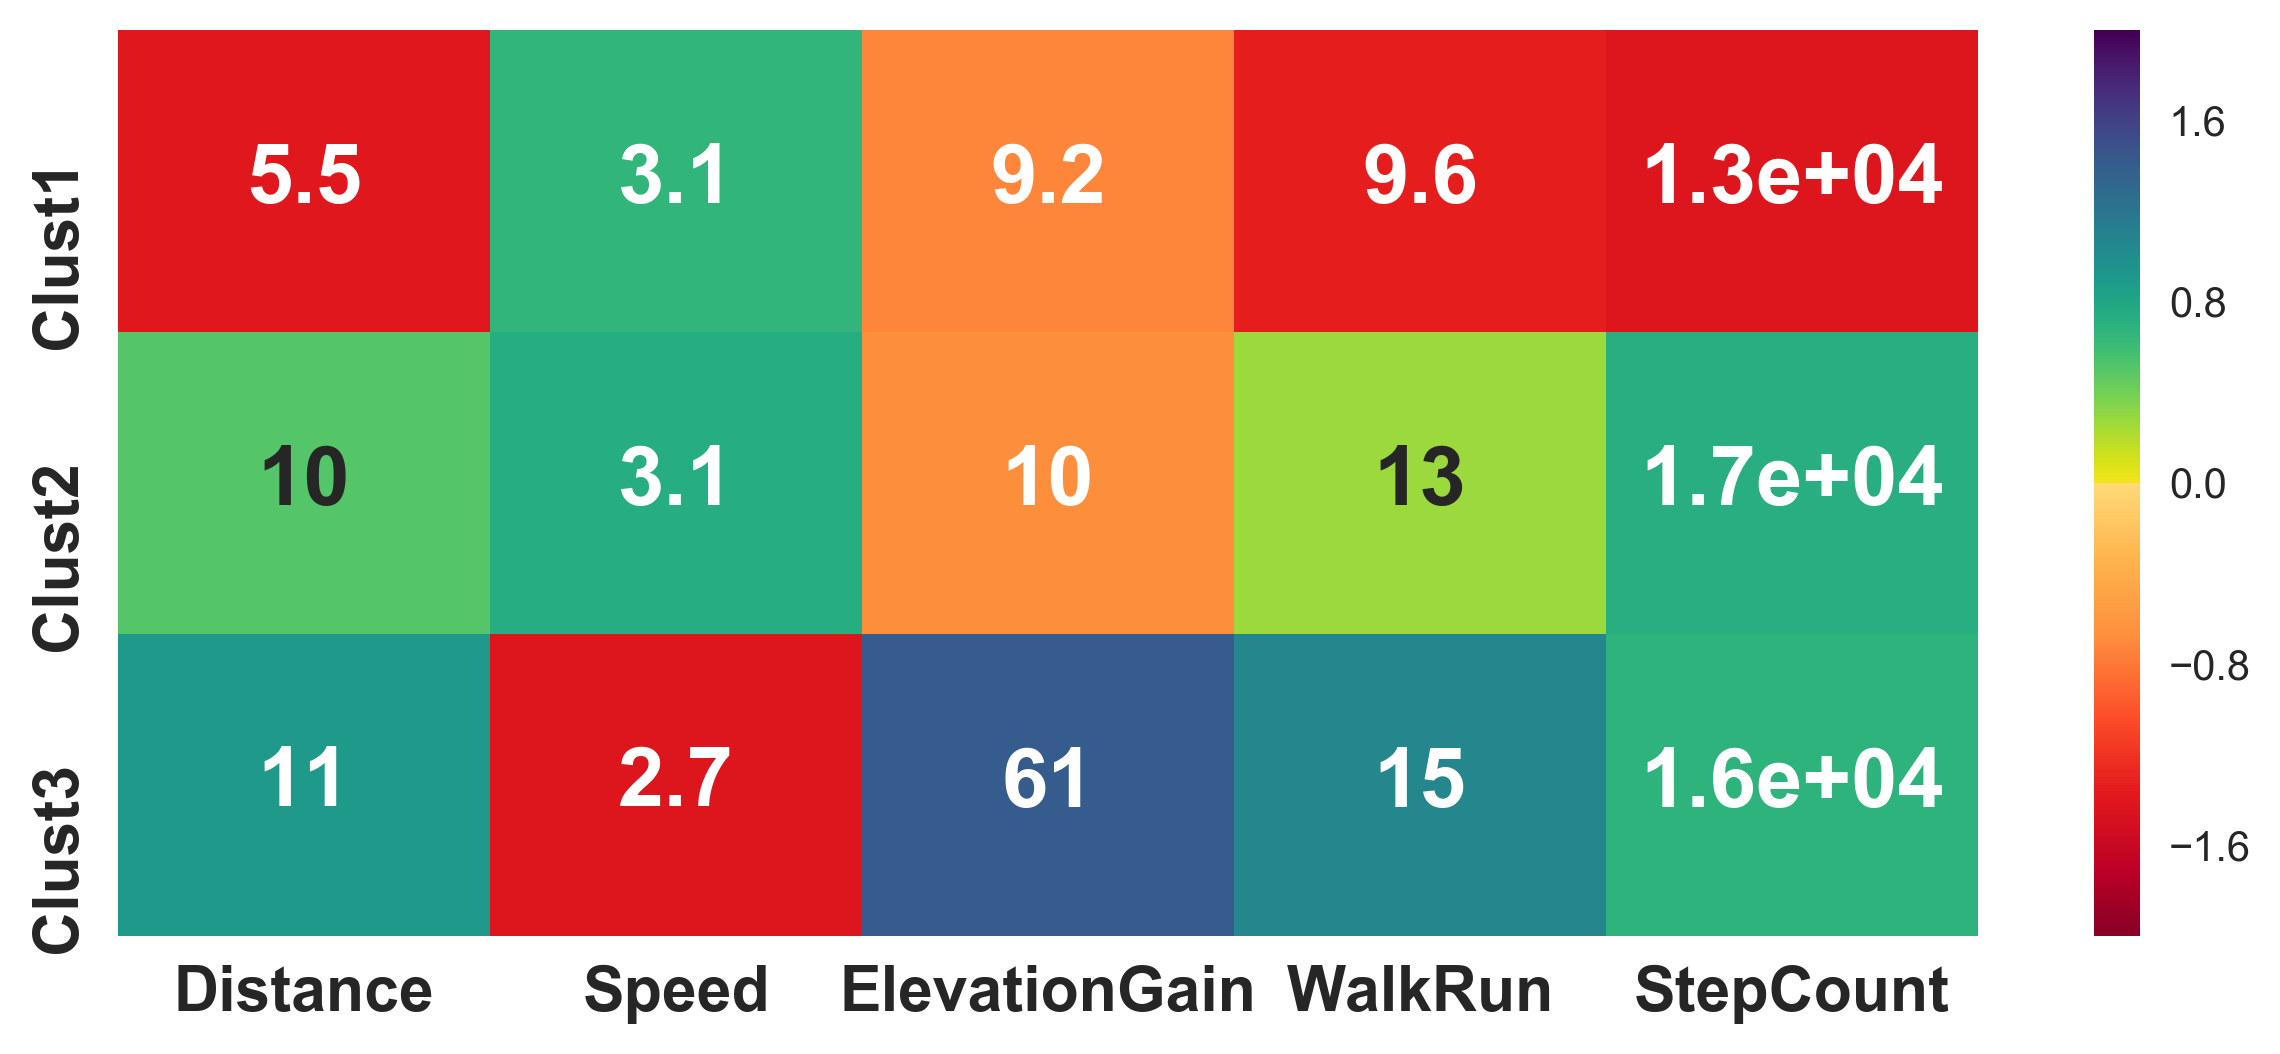 Clust1
5.5 3.1 9.2 9.6 1.3e+04
Clust2
10 3.1 10 13 1.7e+04
Clust3
11 2.7 61 15 1.6e+04
Distance Speed ElevationGain WalkRun StepCount
1.6
0.8
0.0
−0.8
−1.6